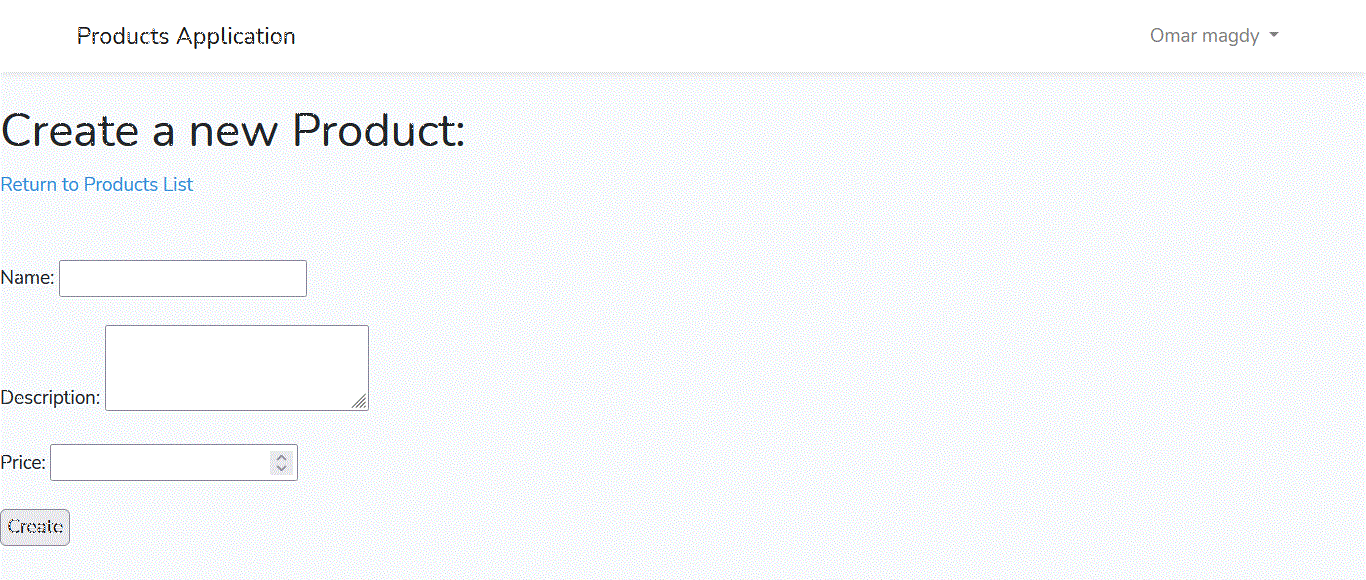 Products Application
Omar magdy
Create a new Product:
Return to Products List
Name:
Description:
Price:
Create